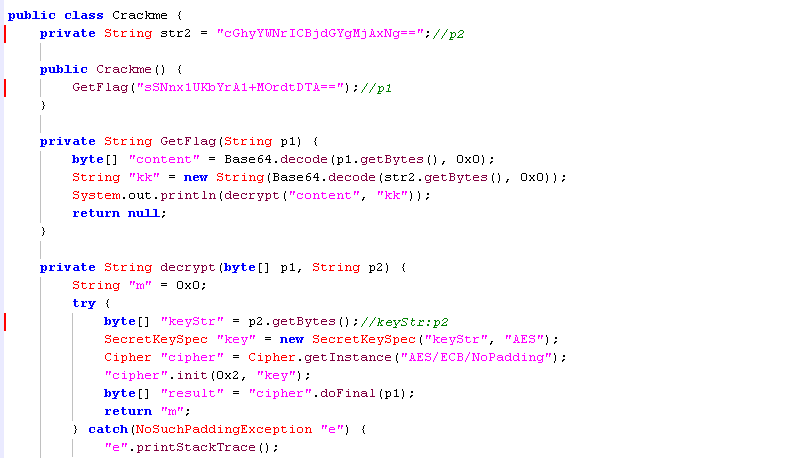 public class Crackme {
private String str2 = "cGhyYWNrICBjdGYgMjAxNg==";//p2
public Crackme() {
GetFlag("sSNnx1UKbYrA1+MOrdtDTA==");//p1
}
private String GetFlag(String p1) {
byte[] "content" = Base64.decode(p1.getBytes(), 0x0);
String "kk" = new String(Base64.decode(str2.getBytes(), 0x0));
System.out.println(decrypt("content", "kk"));
return null;
}
private String decrypt(byte[] p1, String p2) {
String "m" = 0x0;
try {
byte[] "keyStr" = p2.getBytes();//keyStr:p2
SecretKeySpec "key" = new SecretKeySpec("keyStr", "AES");
Cipher "cipher" = Cipher.getInstance("AES/ECB/NoPadding");
"cipher".init(0x2, "key");
byte[] "result" = "cipher".doFinal(p1);
return "m";
} catch(NoSuchPaddingException "e") {
"e".printStackTrace();